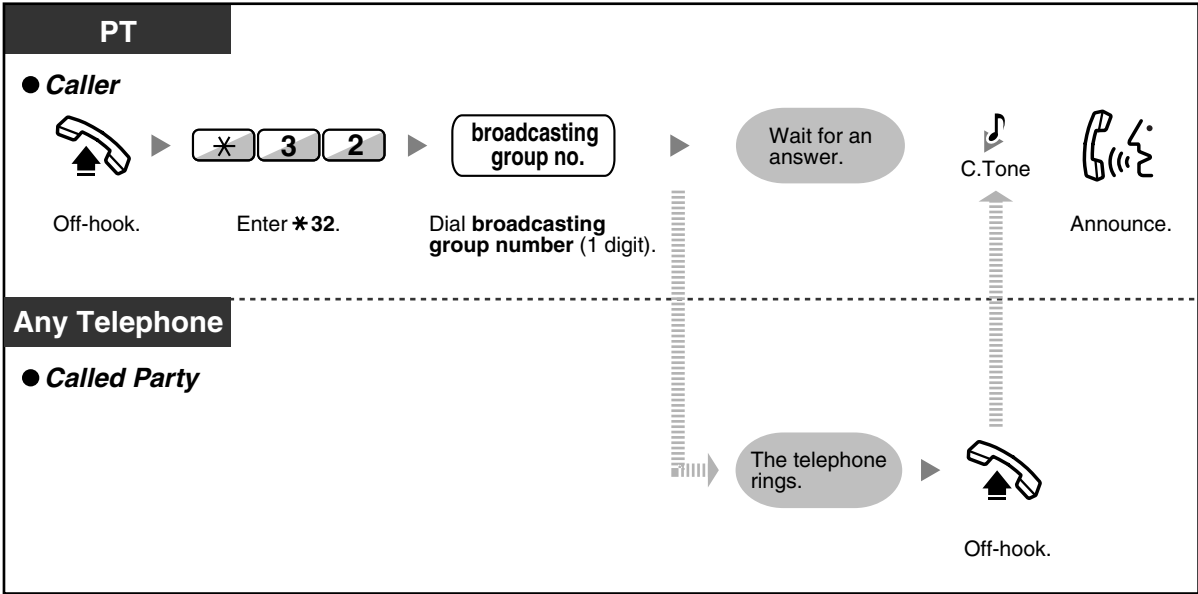 PT
● Caller
✳ 3 2
broadcasting
group no.
Wait for an
answer.
C.Tone
Off-hook.
Enter ✳32.
Dial broadcasting
group number (1 digit).
Announce.
Any Telephone
● Called Party
The telephone
rings.
Off-hook.